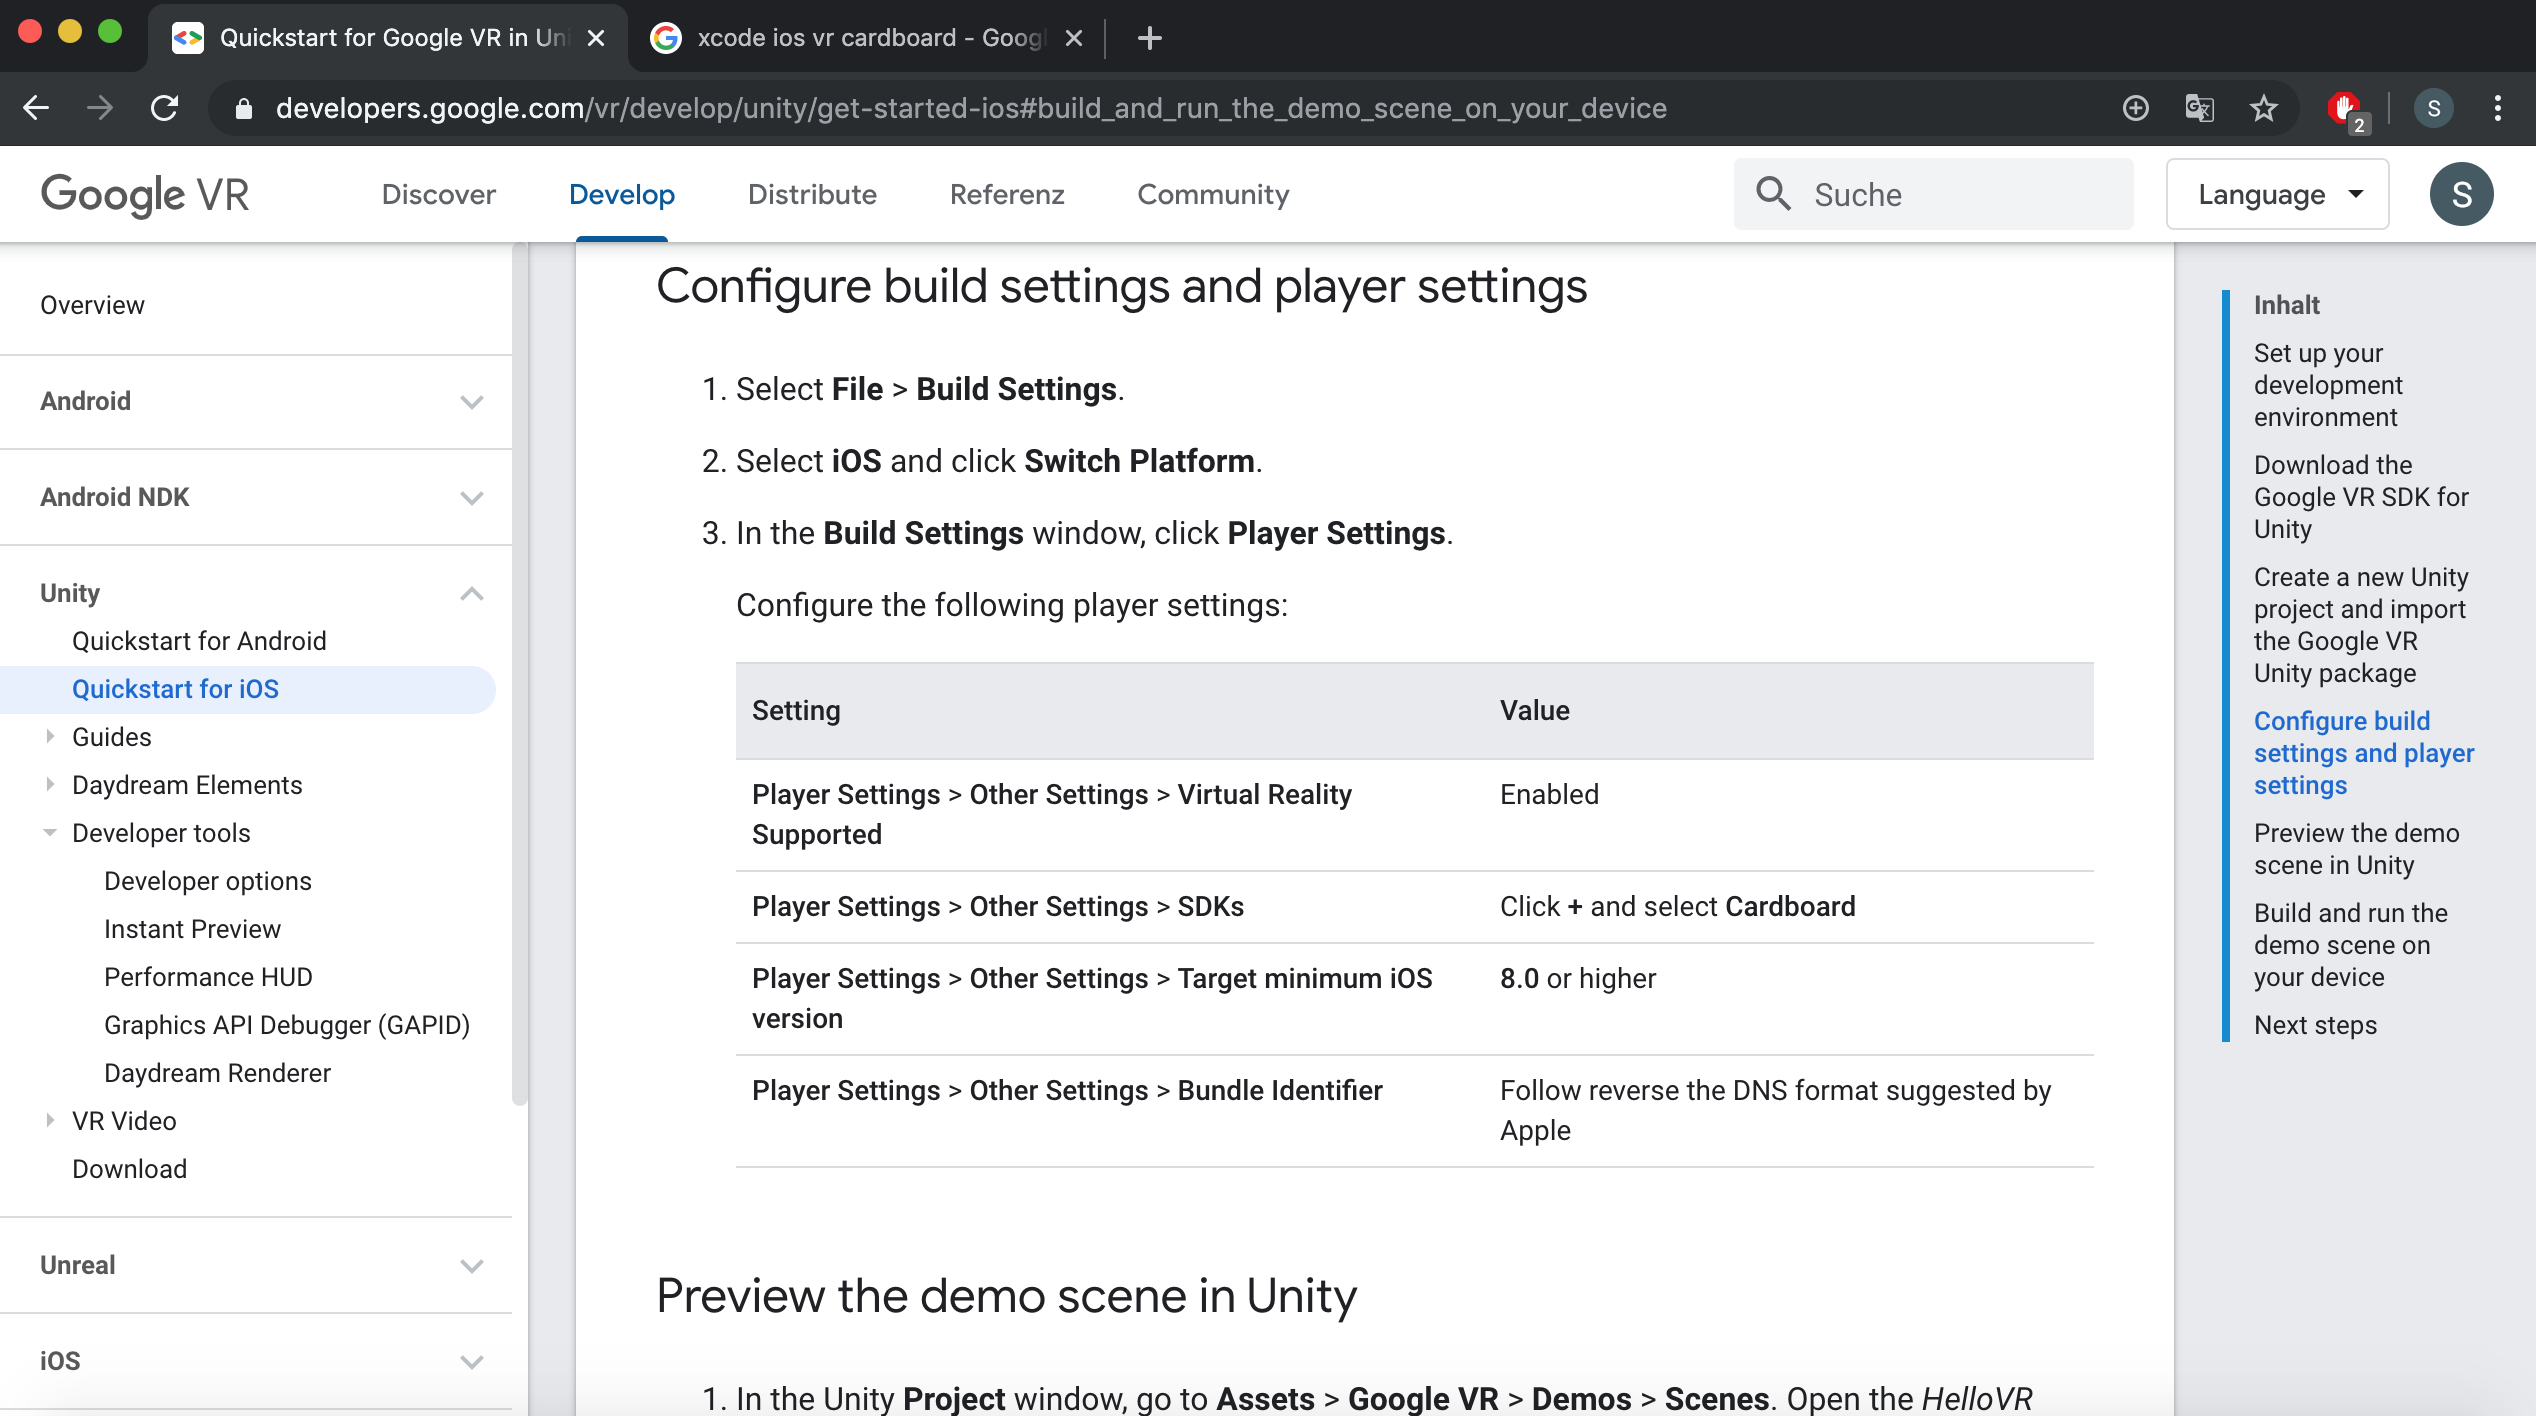 Quickstart for Google VR in Uni
xcode ios vr cardboard - Googl
developers.google.com/vr/develop/unity/get-started-ios#build_and_run_the_demo_scene_on_your_device
2
S
Google VR
Discover
Develop
Distribute
Referenz
Community
Suche
Language
S
Overview
Android
Android NDK
Unity
Quickstart for Android
Quickstart for iOS
Guides
Daydream Elements
Developer tools
Developer options
Instant Preview
Performance HUD
Graphics API Debugger (GAPID)
Daydream Renderer
VR Video
Download
Unreal
iOS
Configure build settings and player settings
1. Select File > Build Settings.
2. Select iOS and click Switch Platform.
3. In the Build Settings window, click Player Settings.
Configure the following player settings:
Setting
Value
Player Settings > Other Settings > Virtual Reality
Supported
Enabled
Player Settings > Other Settings > SDKs
Click + and select Cardboard
Player Settings > Other Settings > Target minimum iOS
version
8.0 or higher
Player Settings > Other Settings > Bundle Identifier
Follow reverse the DNS format suggested by
Apple
Preview the demo scene in Unity
1. In the Unity Project window, go to Assets > Google VR > Demos > Scenes. Open the HelloVR
Inhalt
Set up your
development
environment
Download the
Google VR SDK for
Unity
Create a new Unity
project and import
the Google VR
Unity package
Configure build
settings and player
settings
Preview the demo
scene in Unity
Build and run the
demo scene on
your device
Next steps